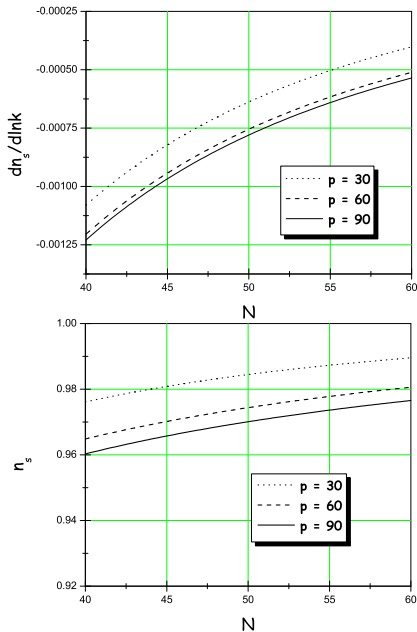 -0.00025
-0.00050
-0.00075
-0.00100
-0.00125
dn_s/dlnk
p = 30
p = 60
p = 90
40 45 50 55 60
N
1.00
0.98
0.96
0.94
0.92
n_s
p = 30
p = 60
p = 90
40 45 50 55 60
N